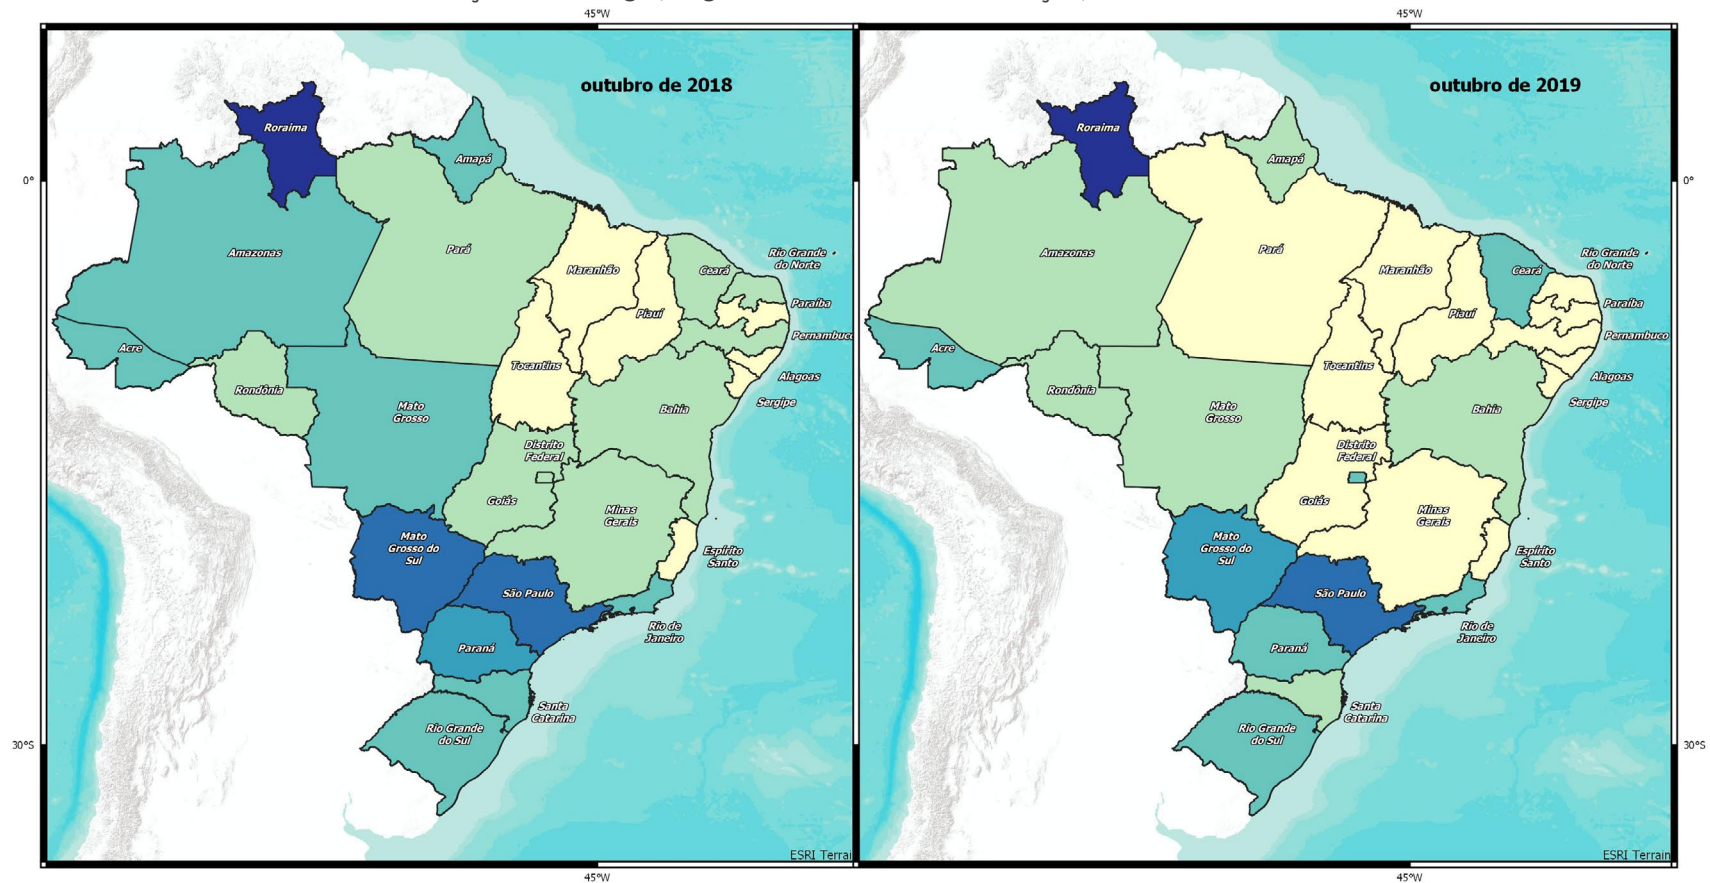 45°W
45°W
outubro de 2018
Roraima
Amapá
0°
Amazonas
Pará
Maranhão
Ceará
Rio Grande
do Norte
Piauí
Paraíba
Pernambuco
Acre
Tocantins
Rondônia
Alagoas
Sergipe
Mato
Grosso
Bahia
Distrito
Federal
Goiás
Minas
Gerais
Mato
Grosso do
Sul
Espírito
Santo
São Paulo
Rio de
Janeiro
Paraná
Santa
Catarina
Rio Grande
do Sul
30°S
ESRI Terrai
45°W
outubro de 2019
Roraima
Amapá
0°
Amazonas
Pará
Maranhão
Ceará
Rio Grande
do Norte
Piauí
Paraíba
Pernambuco
Acre
Tocantins
Rondônia
Alagoas
Sergipe
Mato
Grosso
Bahia
Distrito
Federal
Goiás
Minas
Gerais
Mato
Grosso do
Sul
Espírito
Santo
São Paulo
Rio de
Janeiro
Paraná
Santa
Catarina
Rio Grande
do Sul
30°S
ESRI Terrain
45°W